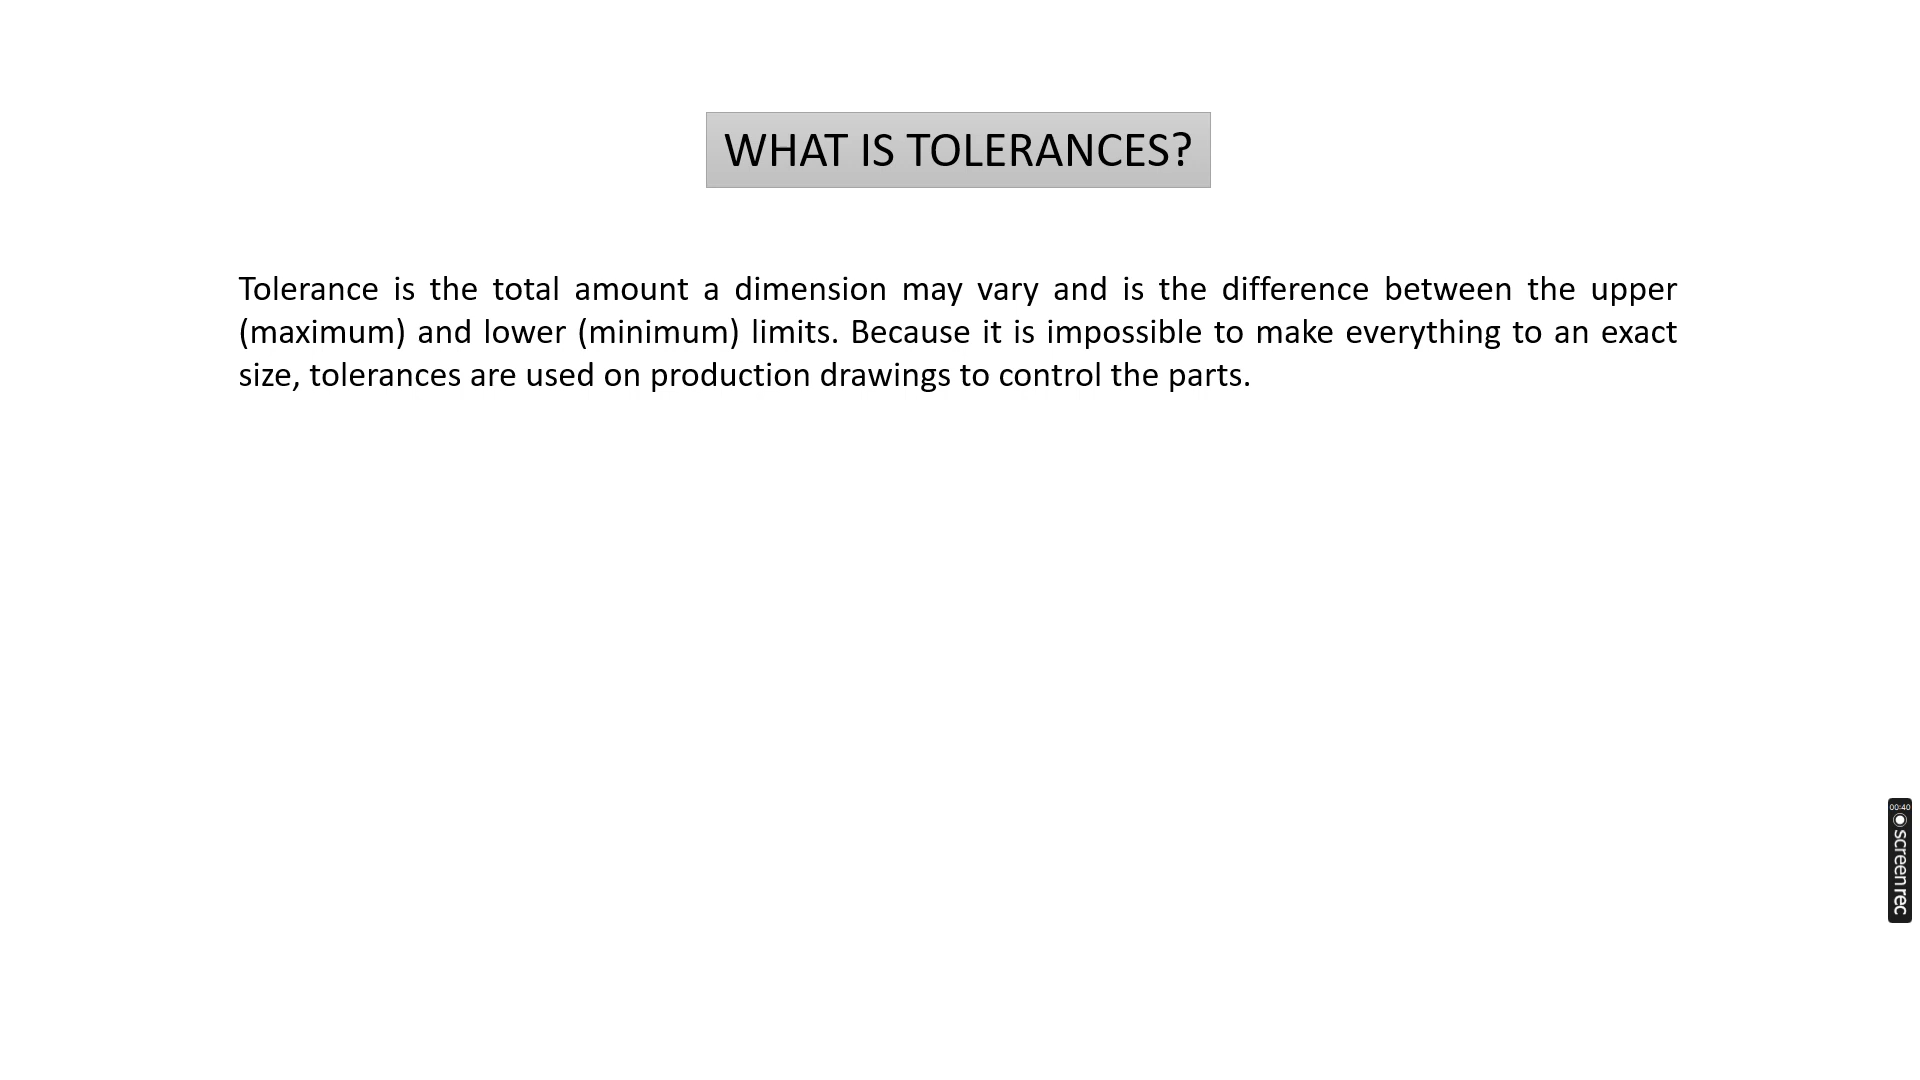 WHAT IS TOLERANCES?
Tolerance is the total amount a dimension may vary and is the difference between the upper
(maximum) and lower (minimum) limits. Because it is impossible to make everything to an exact
size, tolerances are used on production drawings to control the parts.
00:40
screenrec